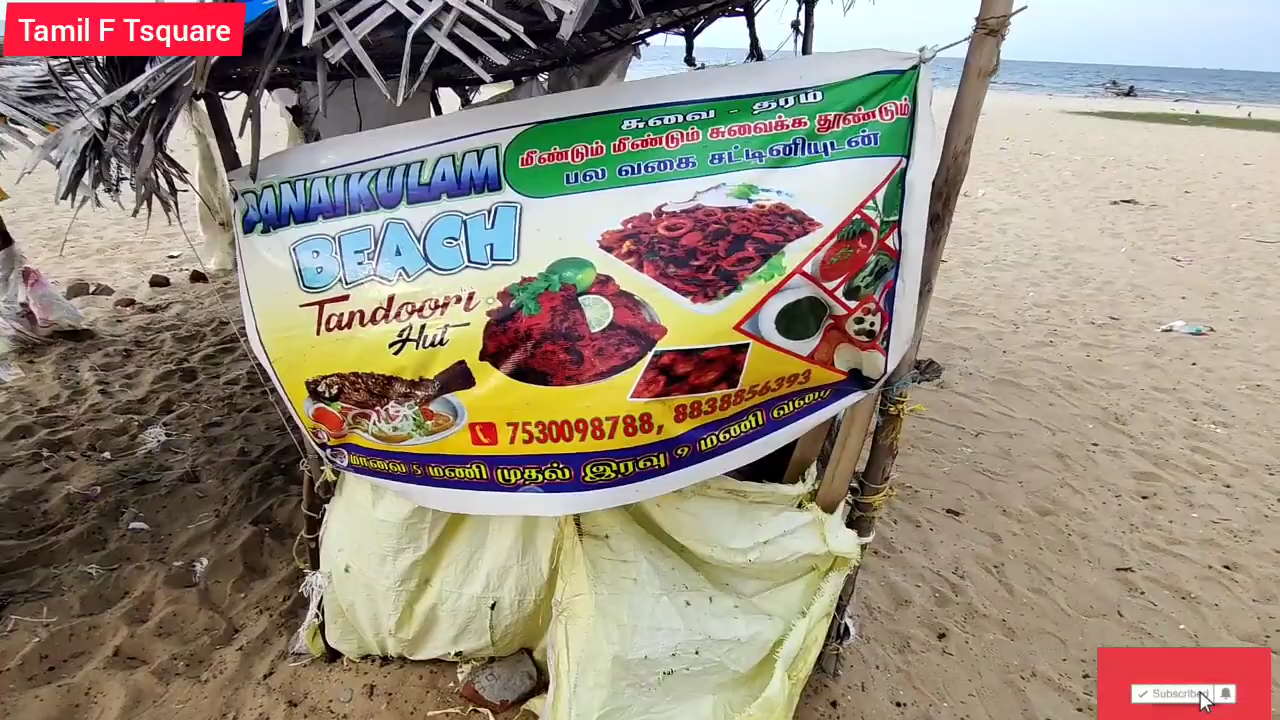 Tamil F Tsquare
சுவை - தரம்
மீண்டும் மீண்டும் சுவைக்க தூண்டும்
பல வகை சட்டினியுடன்
PANAIKULAM
BEACH
Tandoori
Hut
7530098788, 8838856393
மாலை 5 மணி முதல் இரவு 9 மணி வரை
Subscribed